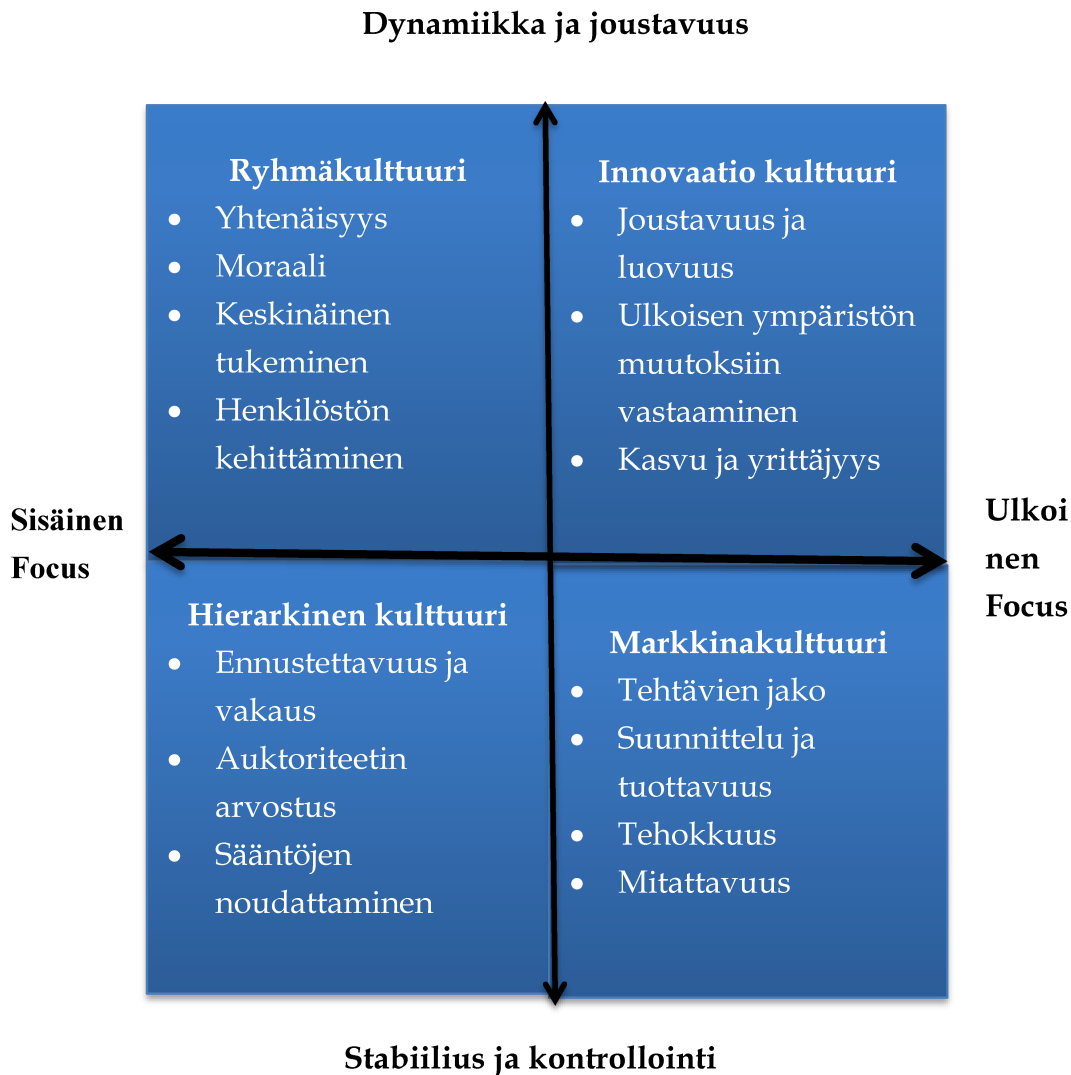 Dynamiikka ja joustavuus
Ryhmäkulttuuri
• Yhtenäisyys
• Moraali
• Keskinäinen
tukeminen
• Henkilöstön
kehittäminen
Innovaatio kulttuuri
• Joustavuus ja
luovuus
• Ulkoisen ympäristön
muutoksiin
vastaaminen
• Kasvu ja yrittäjyys
Sisäinen
Focus
Ulkoi
nen
Focus
Hierarkinen kulttuuri
• Ennustettavuus ja
vakaus
• Auktoriteetin
arvostus
• Sääntöjen
noudattaminen
Markkinakulttuuri
• Tehtävien jako
• Suunnittelu ja
tuottavuus
• Tehokkuus
• Mitattavuus
Stabiilius ja kontrollointi